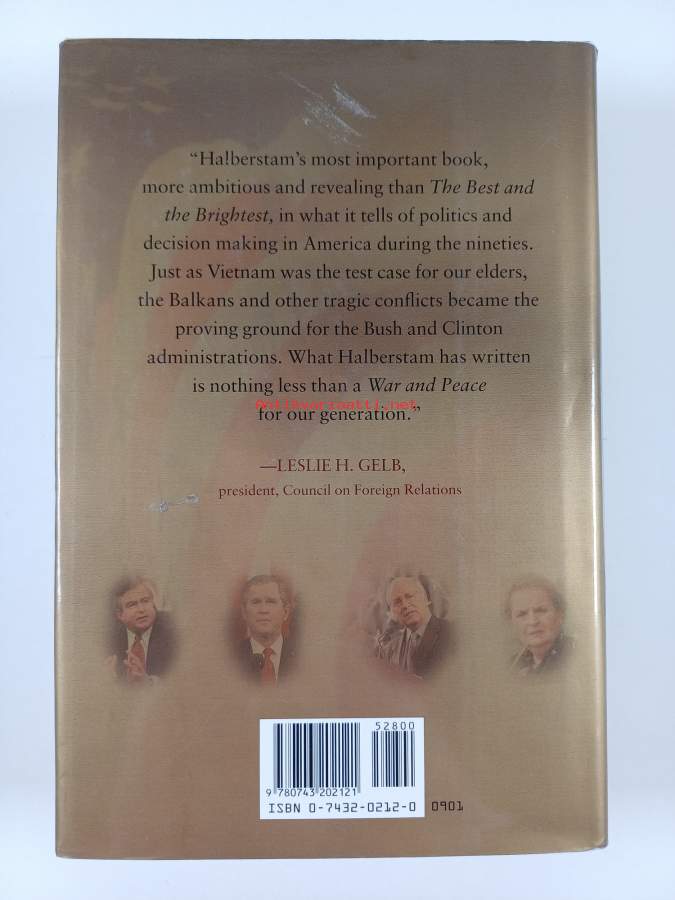 “Halberstam’s most important book,
more ambitious and revealing than The Best and
the Brightest, in what it tells of politics and
decision making in America during the nineties.
Just as Vietnam was the test case for our elders,
the Balkans and other tragic conflicts became the
proving ground for the Bush and Clinton
administrations. What Halberstam has written
is nothing less than a War and Peace
Antikvariaatti.net
for our generation.”
—LESLIE H. GELB,
president, Council on Foreign Relations
52800
9 780743 202121
ISBN 0-7432-0212-0 0901